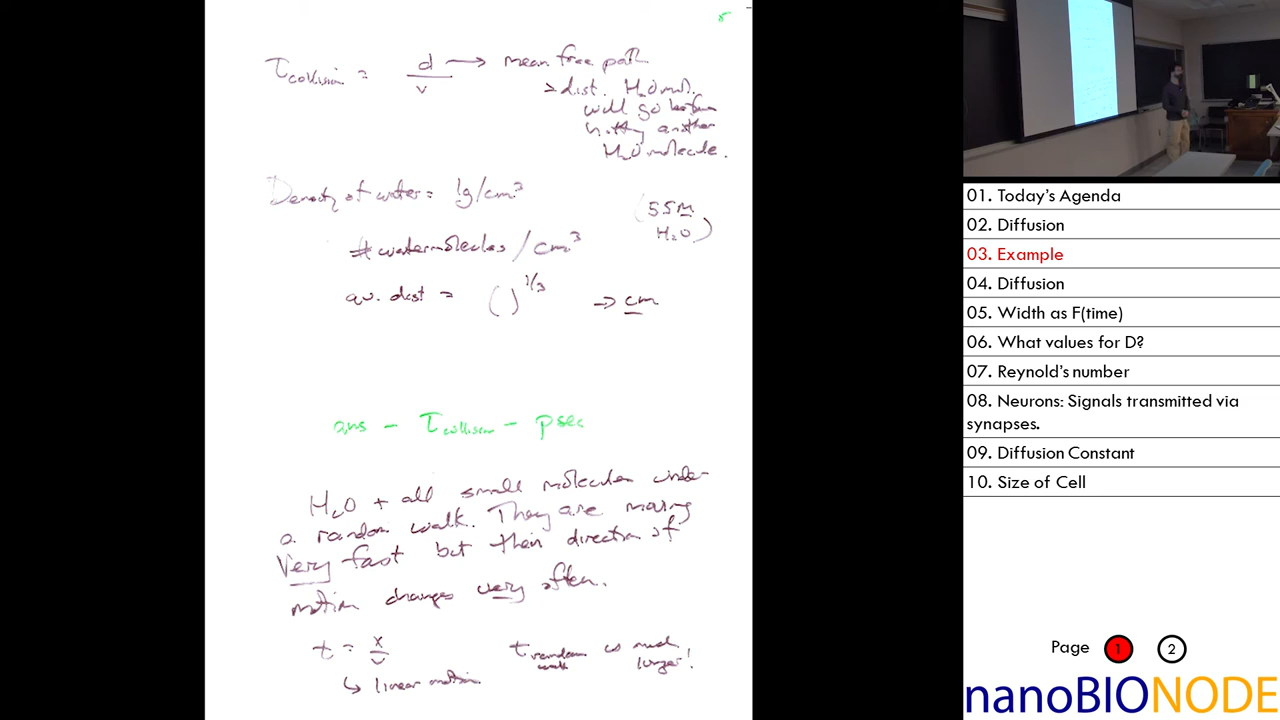 τcollision = d/v → mean free path
> dist. H2O mol.
will go before
hitting another
H2O molecule.
Density of water = 1g/cm³
(55M
H2O)
# water molecules / cm³
av. dist = ( )^1/3 → cm
ans – τcollision – psec
H2O + all small molecules under-
a random walk. They are moving
very fast but their direction of
motion changes very often.
t = x/v
↳ linear motion
t random walk is much
longer!
01. Today's Agenda
02. Diffusion
03. Example
04. Diffusion
05. Width as F(time)
06. What values for D?
07. Reynold's number
08. Neurons: Signals transmitted via
synapses.
09. Diffusion Constant
10. Size of Cell
Page 1 2
nanoBIONODE